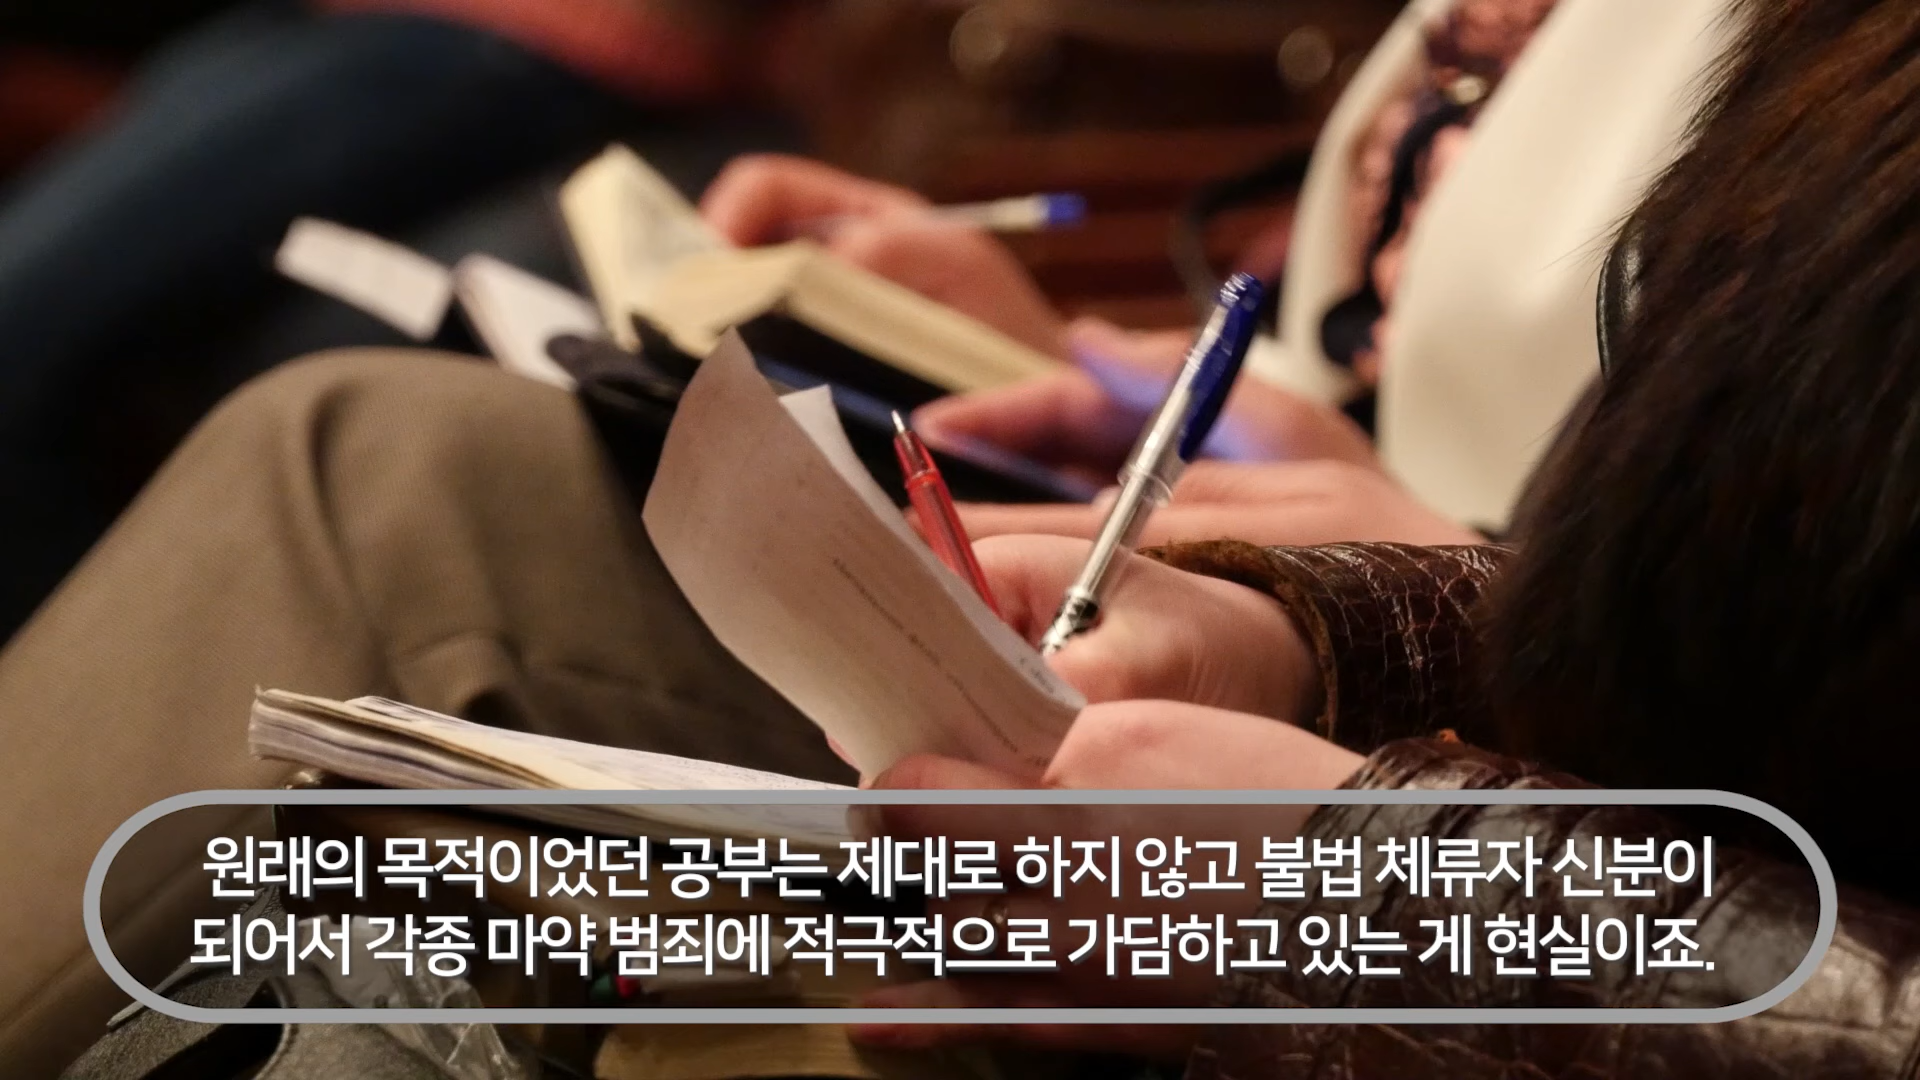 원래의 목적이었던 공부는 제대로 하지 않고 불법 체류자 신분이
되어서 각종 마약 범죄에 적극적으로 가담하고 있는 게 현실이죠.